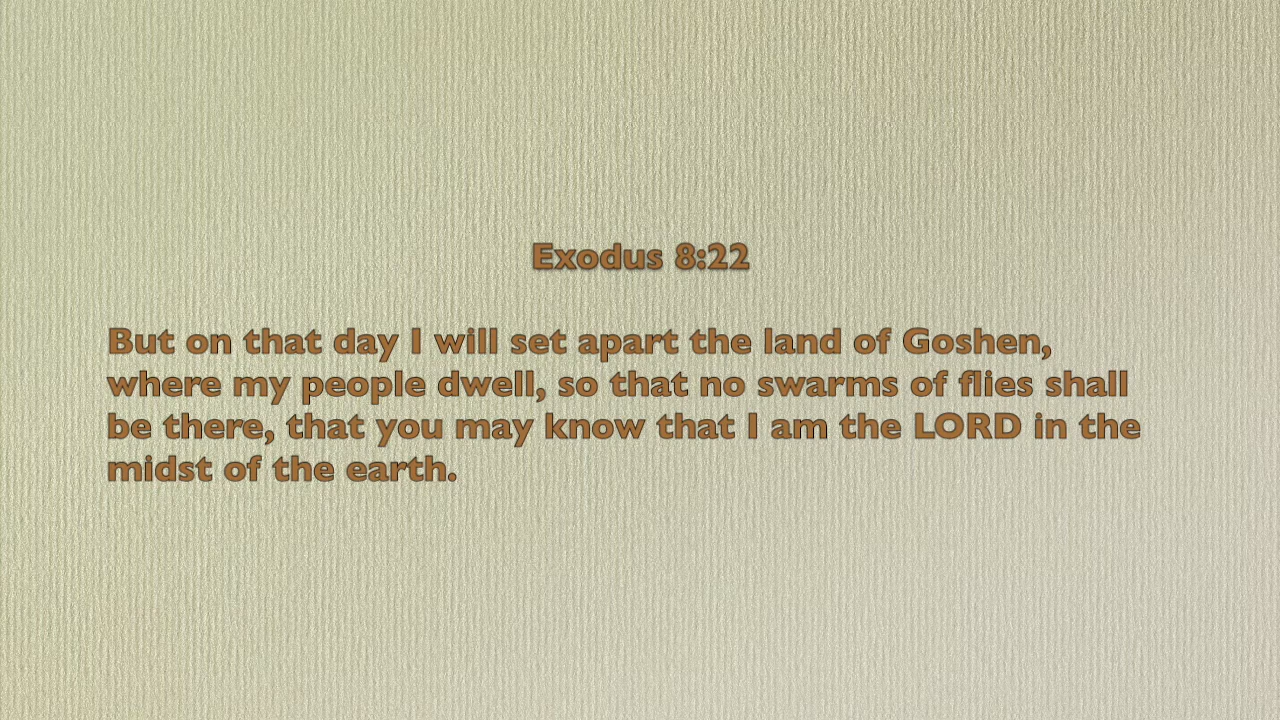 Exodus 8:22
But on that day I will set apart the land of Goshen,
where my people dwell, so that no swarms of flies shall
be there, that you may know that I am the LORD in the
midst of the earth.